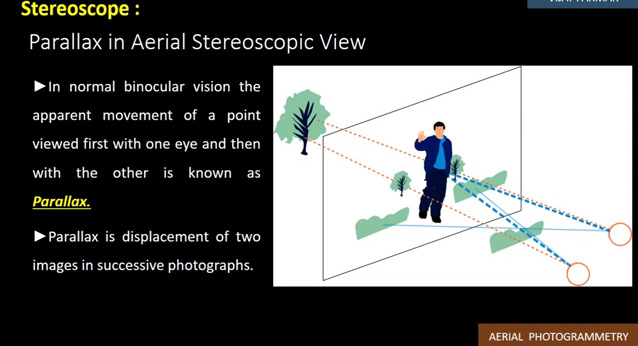 Stereoscope :
Parallax in Aerial Stereoscopic View
►In normal binocular vision the
apparent movement of a point
viewed first with one eye and then
with the other is known as
Parallax.
►Parallax is displacement of two
images in successive photographs.
AERIAL PHOTOGRAMMETRY